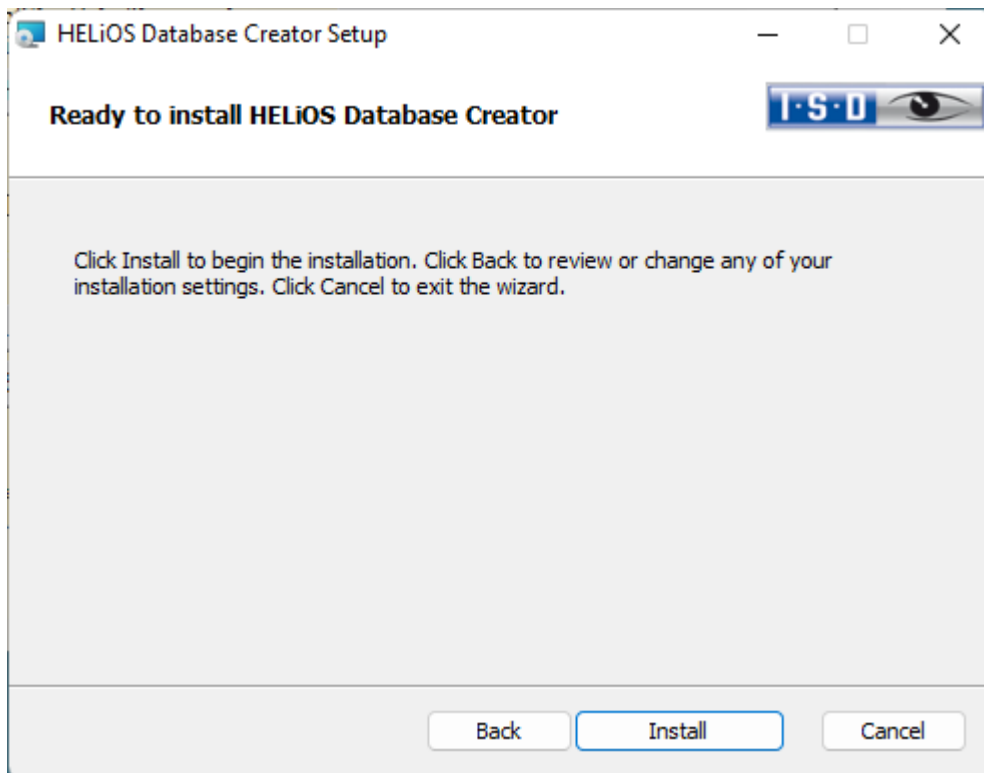 HELiOS Database Creator Setup
Ready to install HELiOS Database Creator
I·S·D
Click Install to begin the installation. Click Back to review or change any of your
installation settings. Click Cancel to exit the wizard.
Back
Install
Cancel